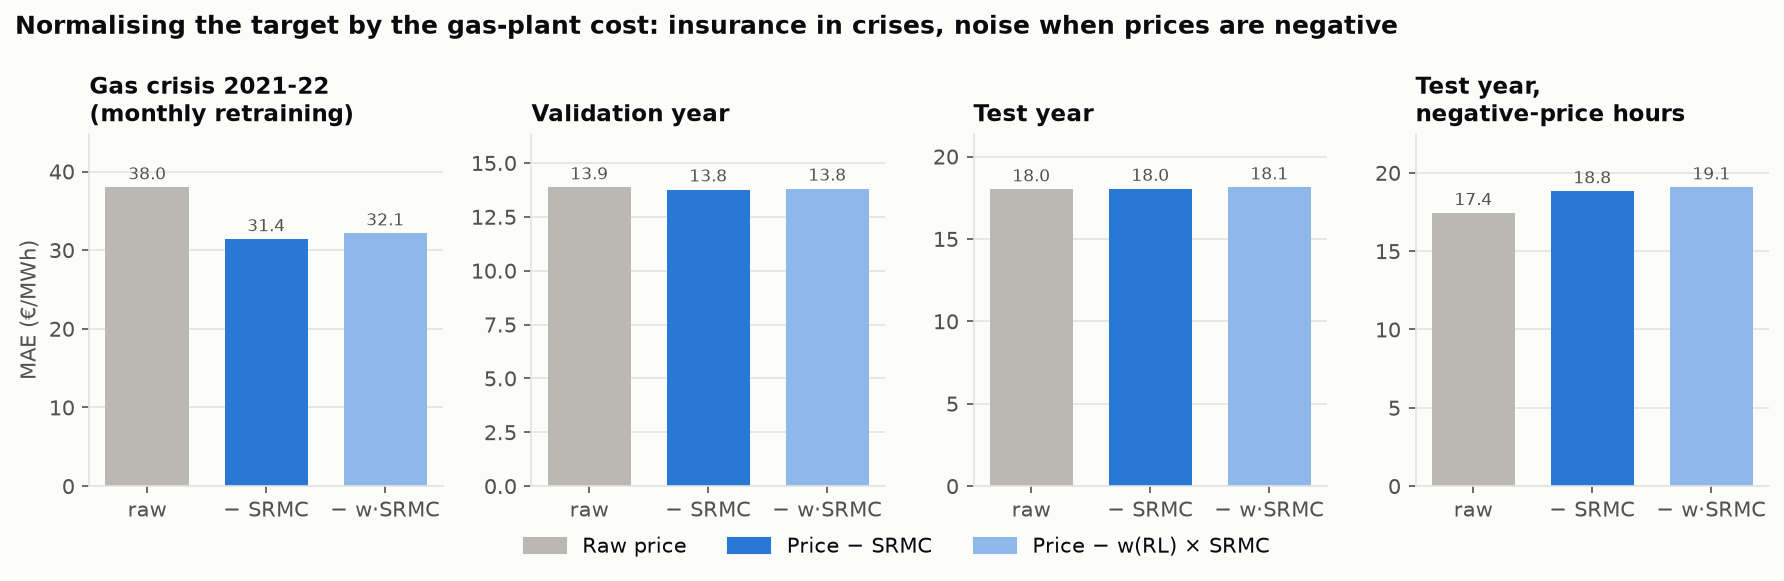 Normalising the target by the gas-plant cost: insurance in crises, noise when prices are negative
Gas crisis 2021-22
(monthly retraining)
MAE (€/MWh)
40
30
20
10
0
38.0
31.4
32.1
raw
− SRMC
− w·SRMC
Validation year
15.0
12.5
10.0
7.5
5.0
2.5
0.0
13.9
13.8
13.8
raw
− SRMC
− w·SRMC
Test year
20
15
10
5
0
18.0
18.0
18.1
raw
− SRMC
− w·SRMC
Test year,
negative-price hours
20
15
10
5
0
17.4
18.8
19.1
raw
− SRMC
− w·SRMC
Raw price
Price − SRMC
Price − w(RL) × SRMC